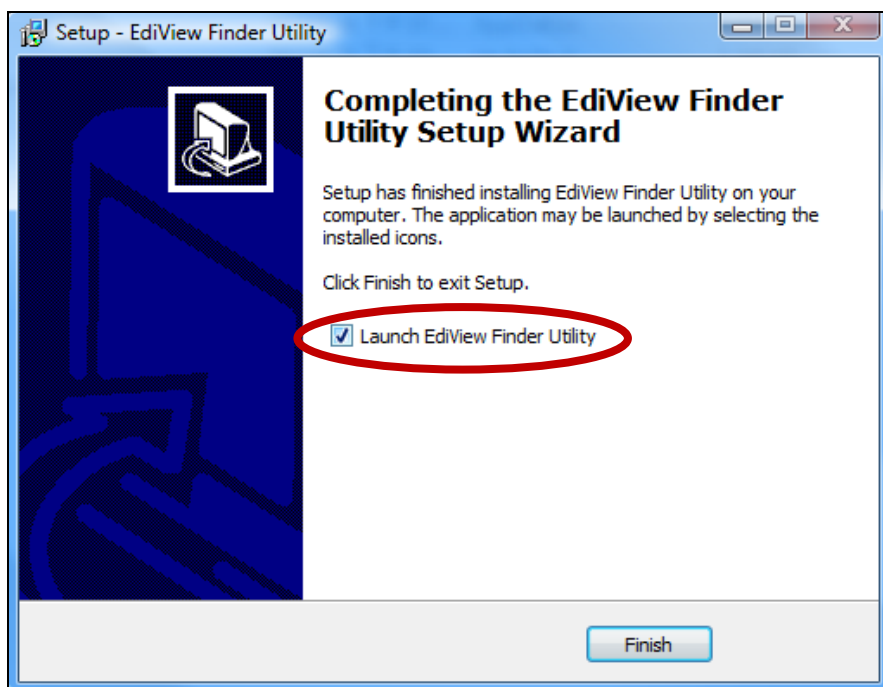 Setup - EdiView Finder Utility
Completing the EdiView Finder
Utility Setup Wizard
Setup has finished installing EdiView Finder Utility on your
computer. The application may be launched by selecting the
installed icons.
Click Finish to exit Setup.
Launch EdiView Finder Utility
Finish